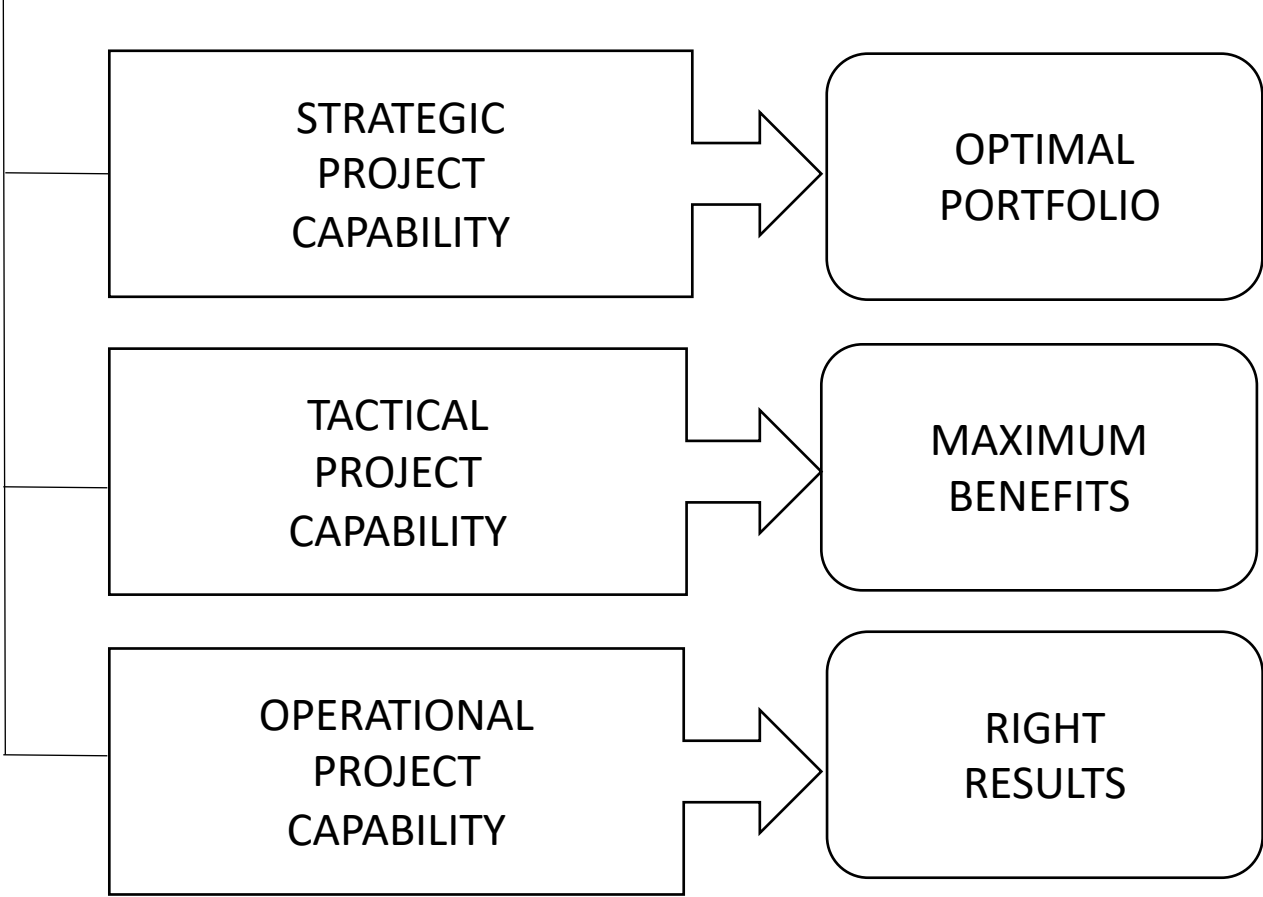 STRATEGIC
PROJECT
CAPABILITY
OPTIMAL
PORTFOLIO
TACTICAL
PROJECT
CAPABILITY
MAXIMUM
BENEFITS
OPERATIONAL
PROJECT
CAPABILITY
RIGHT
RESULTS